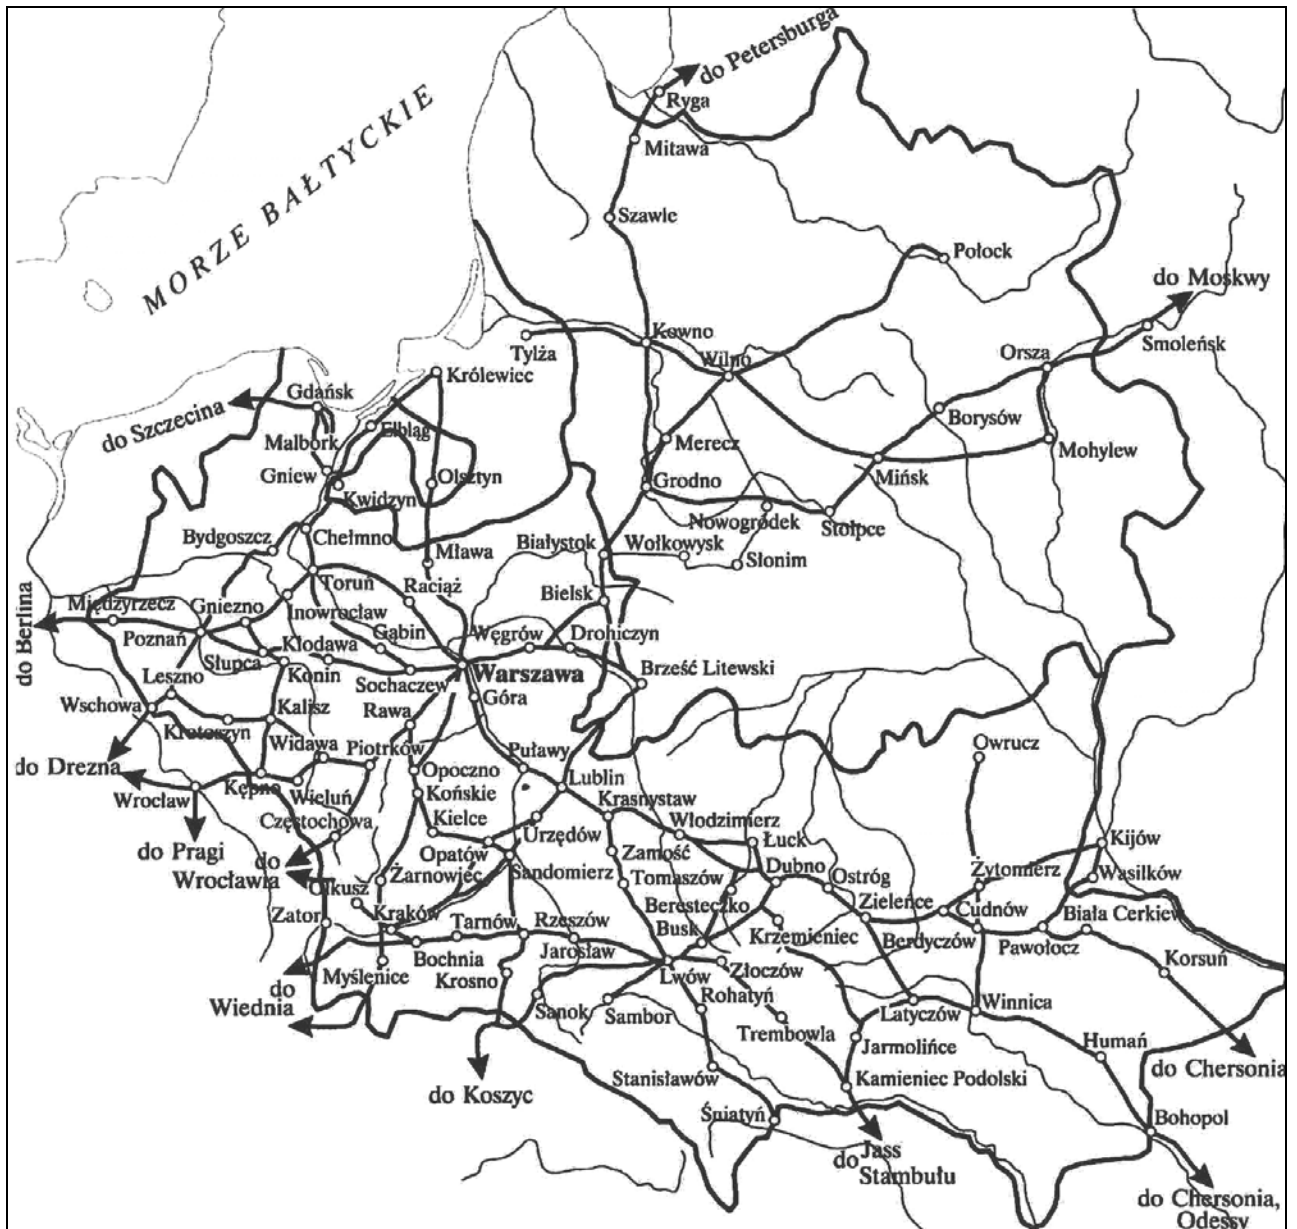 do Petersburga
Ryga
Mitawa
MORZE BAŁTYCKIE
Szawle
Połock
do Moskwy
Kowno
Smoleńsk
Tylża
Wilno
Orsza
Królewiec
Gdańsk
do Szczecina
Borysów
Elbląg
Malbork
Merecz
Mohylew
Gniew
Olsztyn
Grodno
Mińsk
Kwidzyn
Nowogródek
Stołpce
Bydgoszcz
Chełmno
Białystok
Wołkowysk
Mława
Słonim
Toruń
Raciąż
Bielsk
Międzyrzecz
Gniezno
Inowrocław
do Berlina
Poznań
Gąbin
Węgrów
Drohiczyn
Kłodawa
Słupca
Konin
Warszawa
Brześć Litewski
Leszno
Sochaczew
Góra
Wschowa
Kalisz
Rawa
Krotoszyn
Widawa
Piotrków
Puławy
Owrucz
do Drezna
Opoczno
Lublin
Wrocław
Kępno
Wieluń
Końskie
Krasnystaw
Częstochowa
Kielce
Urzędów
Włodzimierz
Łuck
Kijów
do Pragi
do
Wrocławia
Opatów
Zamość
Dubno
Żarnowiec
Sandomierz
Tomaszów
Ostróg
Żytomierz
Wasilków
Olkusz
Beresteczko
Zieleńce
Cudnów
Biała Cerkiew
Zator
Kraków
Tarnów
Rzeszów
Busk
Krzemieniec
Berdyczów
Pawołocz
Jarosław
Bochnia
Korsuń
Myślenice
Krosno
Lwów
Złoczów
do
Wiednia
Sanok
Sambor
Rohatyń
Latyczów
Winnica
Trembowla
Jarmolińce
Humań
do Koszyc
Stanisławów
Kamieniec Podolski
do Chersonia
Śniatyń
Bohopol
do Jass
Stambułu
do Chersonia,
Odessy